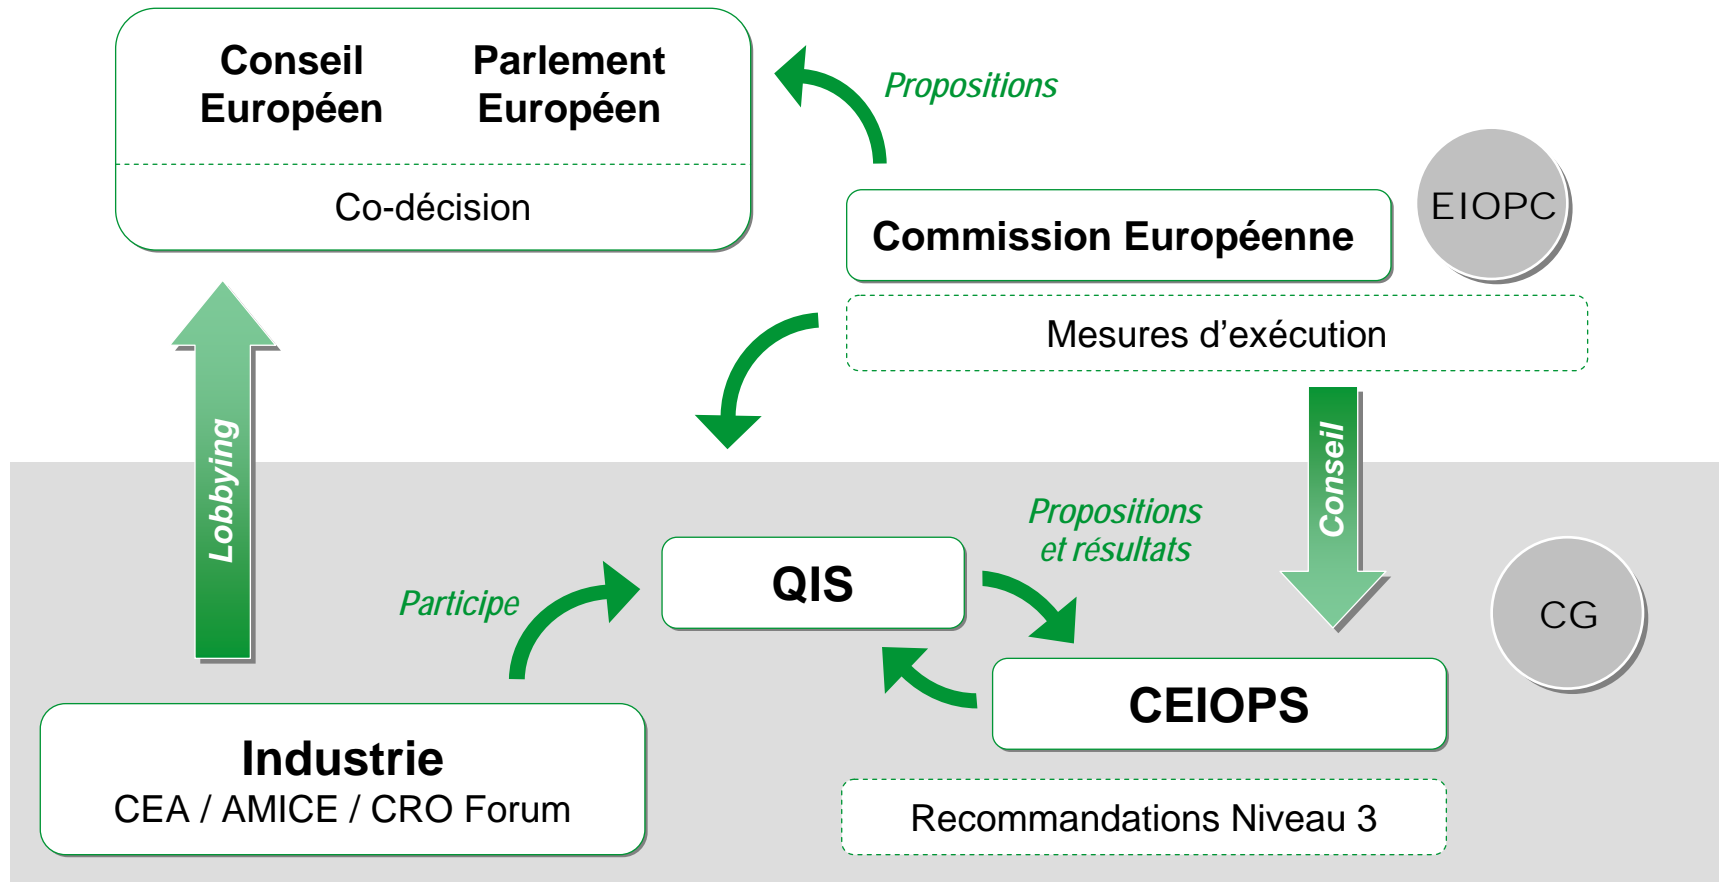 Conseil
Européen
Parlement
Européen
Co-décision
Propositions
Commission Européenne
EIOPC
Mesures d’exécution
Lobbying
Conseil
Propositions
et résultats
Participe
QIS
CG
CEIOPS
Industrie
CEA / AMICE / CRO Forum
Recommandations Niveau 3